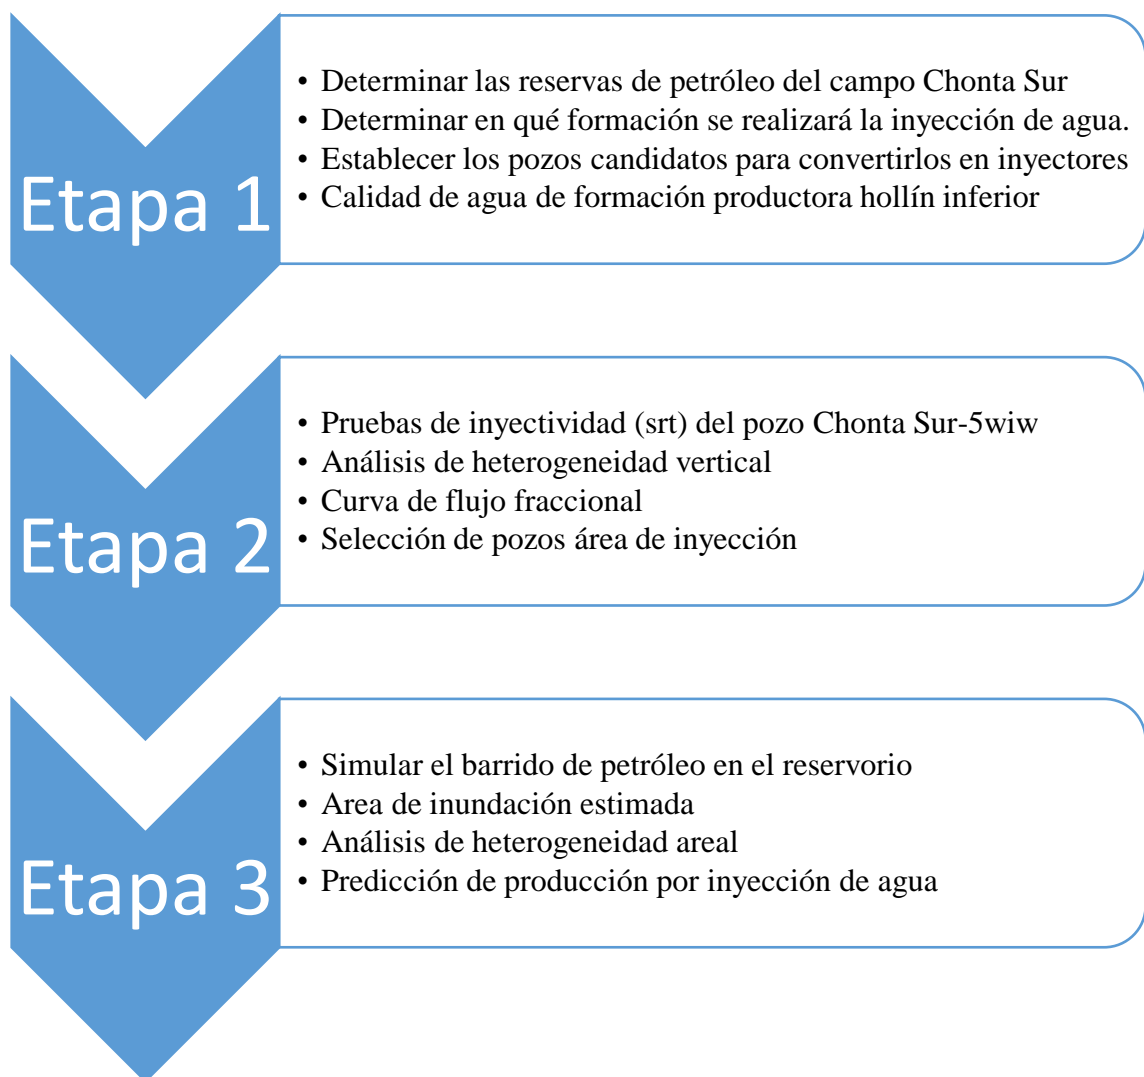 Etapa 1
• Determinar las reservas de petróleo del campo Chonta Sur
• Determinar en qué formación se realizará la inyección de agua.
• Establecer los pozos candidatos para convertirlos en inyectores
• Calidad de agua de formación productora hollín inferior
Etapa 2
• Pruebas de inyectividad (srt) del pozo Chonta Sur-5wiw
• Análisis de heterogeneidad vertical
• Curva de flujo fraccional
• Selección de pozos área de inyección
Etapa 3
• Simular el barrido de petróleo en el reservorio
• Area de inundación estimada
• Análisis de heterogeneidad areal
• Predicción de producción por inyección de agua